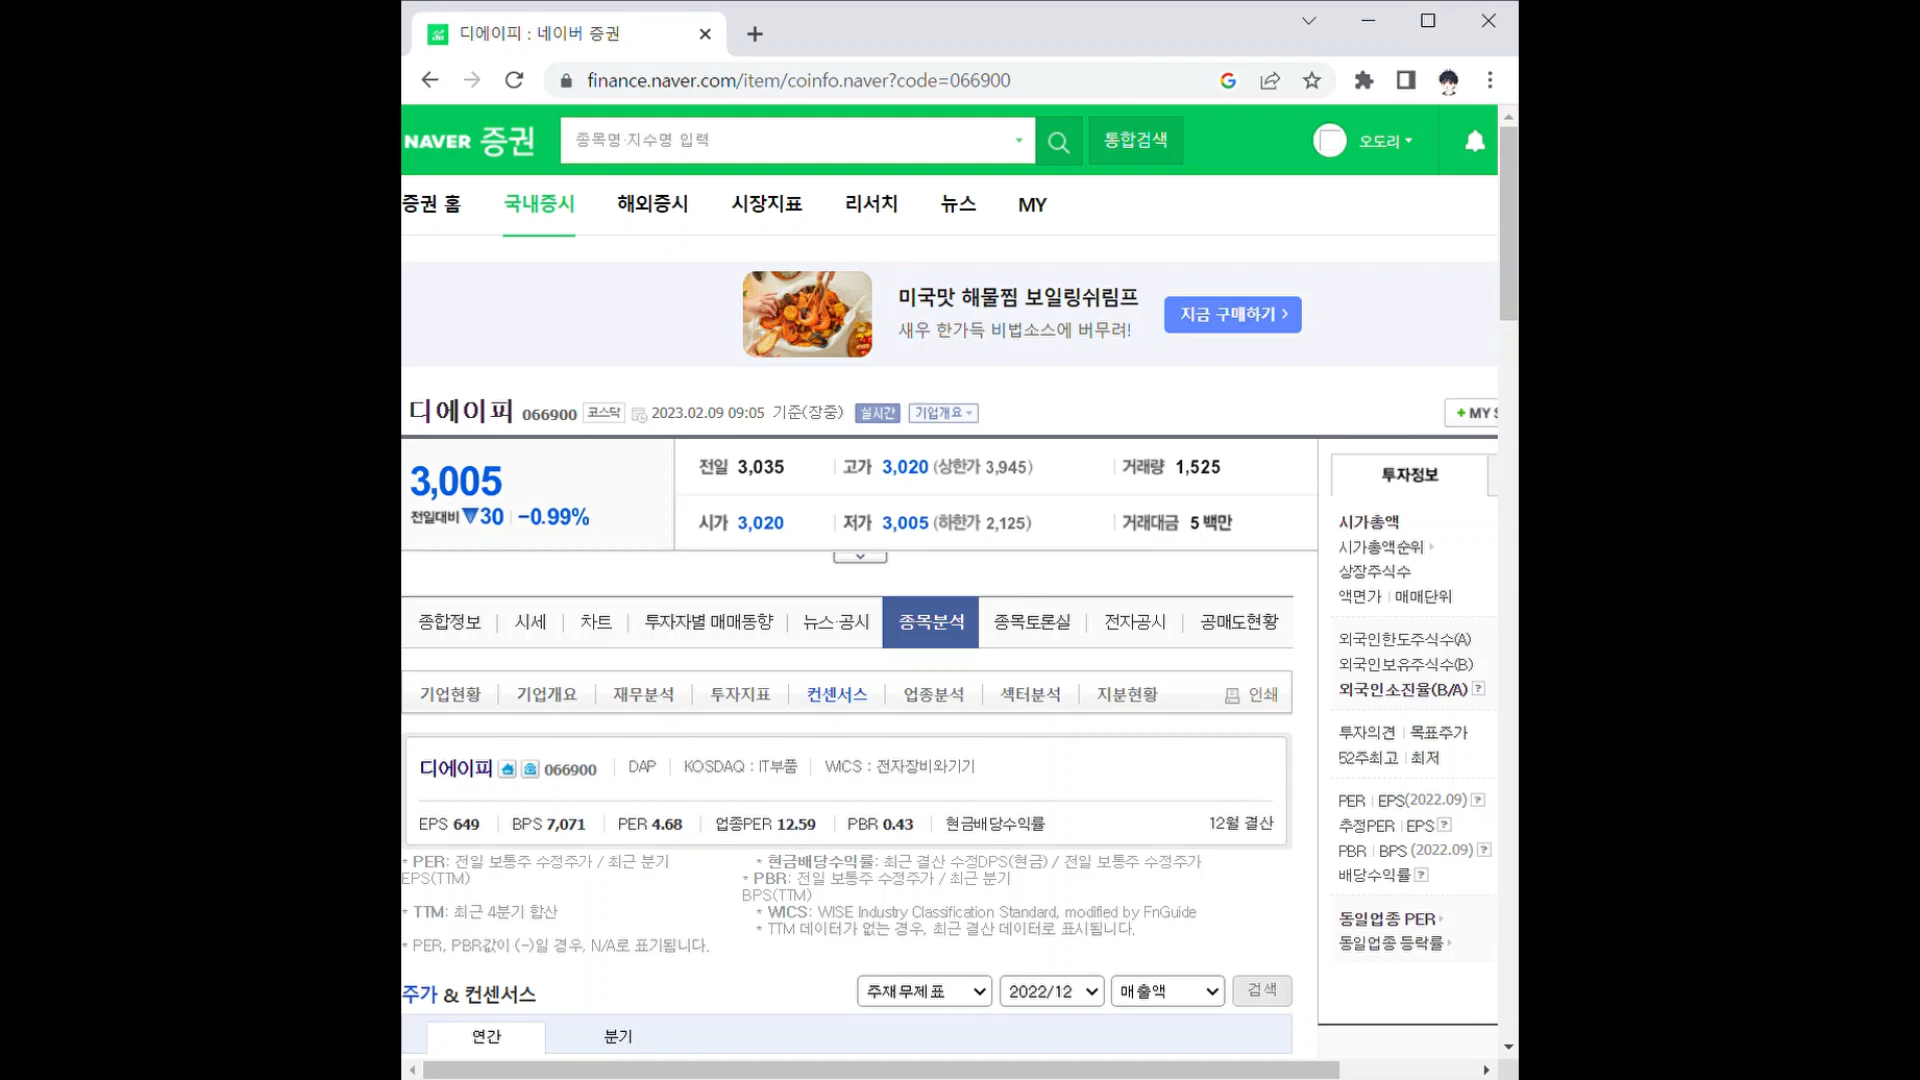 디에이피 : 네이버 증권
finance.naver.com/item/coinfo.naver?code=066900
NAVER 증권
종목명·지수명 입력
통합검색
오도리
증권 홈 국내증시 해외증시 시장지표 리서치 뉴스 MY
미국맛 해물찜 보일링쉬림프
새우 한가득 비법소스에 버무려!
지금 구매하기 >
디에이피 066900 코스닥 2023.02.09 09:05 기준(장중) 실시간 기업개요
+ MY S
3,005
전일대비 ▼30 | -0.99%
전일 3,035 고가 3,020 (상한가 3,945) 거래량 1,525
시가 3,020 저가 3,005 (하한가 2,125) 거래대금 5 백만
종합정보 시세 차트 투자자별 매매동향 뉴스·공시 종목분석 종목토론실 전자공시 공매도현황
기업현황 기업개요 재무분석 투자지표 컨센서스 업종분석 섹터분석 지분현황 인쇄
디에이피 066900 DAP KOSDAQ : IT부품 WICS : 전자장비와기기
EPS 649 BPS 7,071 PER 4.68 업종PER 12.59 PBR 0.43 현금배당수익률 12월 결산
* PER: 전일 보통주 수정주가 / 최근 분기
EPS(TTM)
* TTM: 최근 4분기 합산
* PER, PBR값이 (-)일 경우, N/A로 표기됩니다.
* 현금배당수익률: 최근 결산 수정DPS(현금) / 전일 보통주 수정주가
* PBR: 전일 보통주 수정주가 / 최근 분기
BPS(TTM)
* WICS: WISE Industry Classification Standard, modified by FnGuide
* TTM 데이터가 없는 경우, 최근 결산 데이터로 표시됩니다.
주가 & 컨센서스
주재무제표 2022/12 매출액 검색
연간 분기
투자정보
시가총액
시가총액순위
상장주식수
액면가 | 매매단위
외국인한도주식수(A)
외국인보유주식수(B)
외국인소진율(B/A) ?
투자의견 | 목표주가
52주최고 | 최저
PER | EPS(2022.09) ?
추정PER | EPS ?
PBR | BPS (2022.09) ?
배당수익률 ?
동일업종 PER
동일업종 등락률